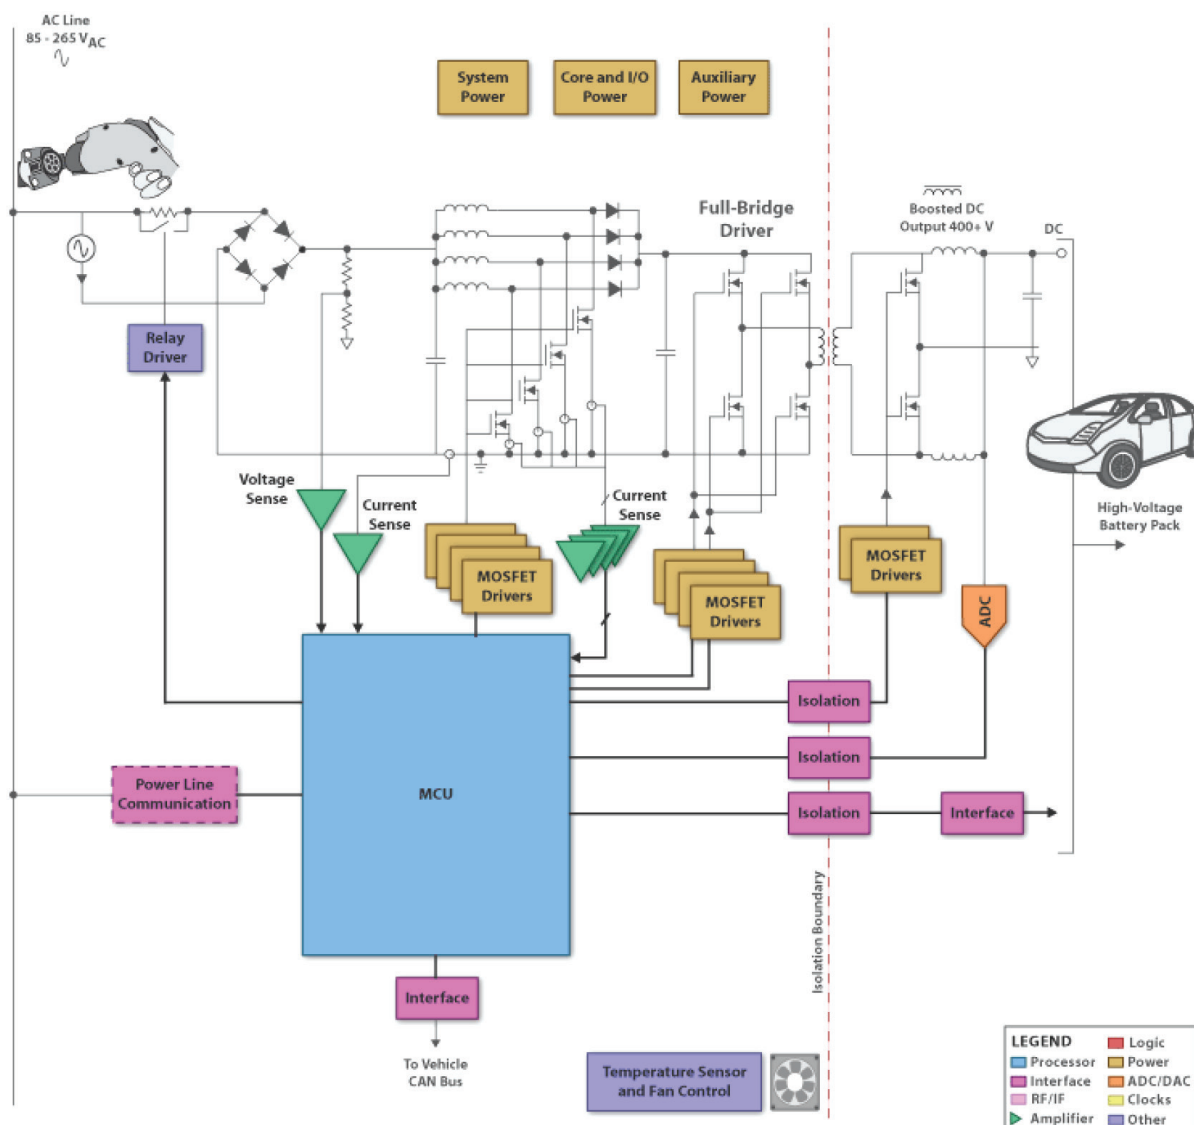 AC Line
85 - 265 VAC
System
Power
Core and I/O
Power
Auxiliary
Power
Full-Bridge
Driver
Boosted DC
Output 400+ V
DC
Relay
Driver
Voltage
Sense
Current
Sense
MOSFET
Drivers
Current
Sense
MOSFET
Drivers
MOSFET
Drivers
ADC
High-Voltage
Battery Pack
Isolation
Isolation
Isolation
Interface
Power Line
Communication
MCU
Isolation Boundary
Interface
To Vehicle
CAN Bus
Temperature Sensor
and Fan Control
LEGEND
Processor
Interface
RF/IF
Amplifier
Logic
Power
ADC/DAC
Clocks
Other